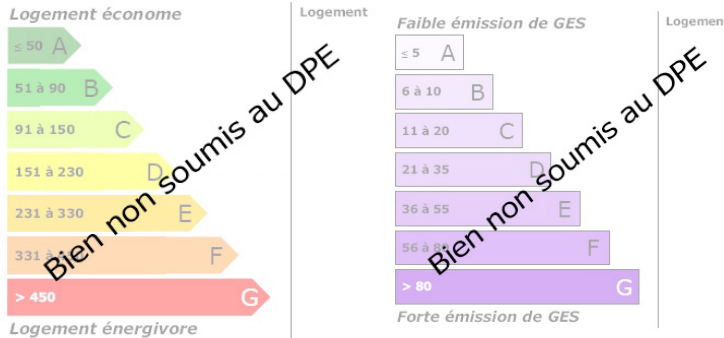 Logement économe
Logement
≤ 50 A
51 à 90 B
91 à 150 C
151 à 230 D
231 à 330 E
331 à F
> 450 G
Logement énergivore
Bien non soumis au DPE
Faible émission de GES
Logemen
≤ 5 A
6 à 10 B
11 à 20 C
21 à 35 D
36 à 55 E
56 à 80 F
> 80 G
Forte émission de GES
Bien non soumis au DPE